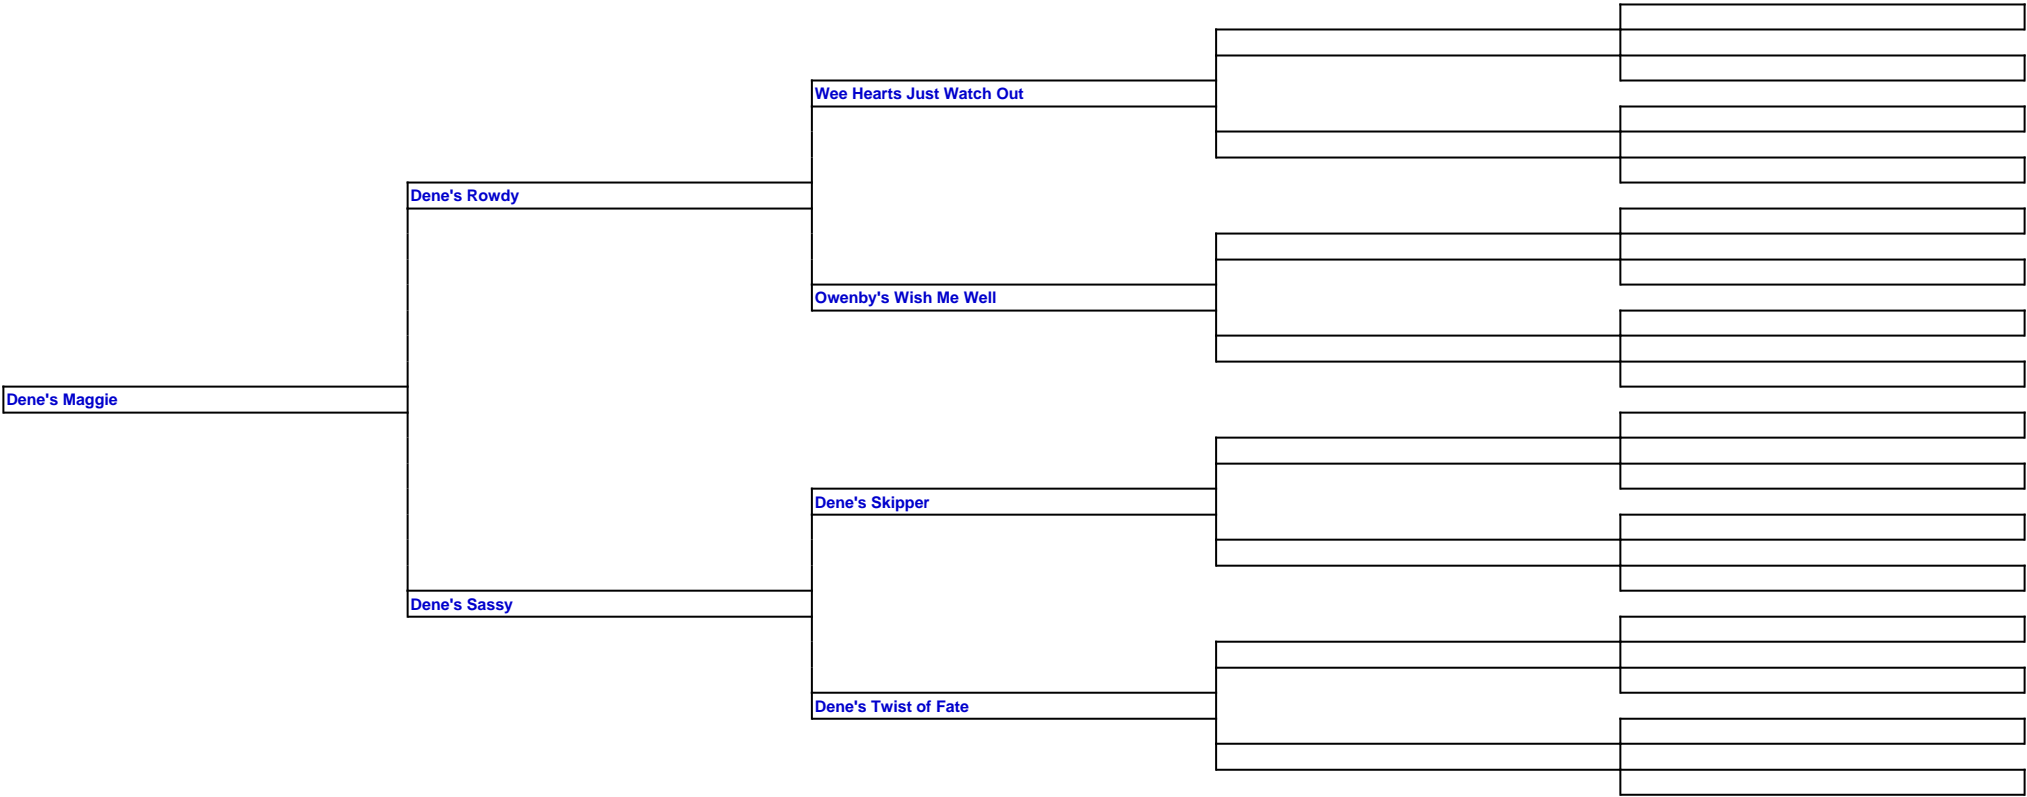 Wee Hearts Just Watch Out
Dene's Rowdy
Owenby's Wish Me Well
Dene's Maggie
Dene's Skipper
Dene's Sassy
Dene's Twist of Fate